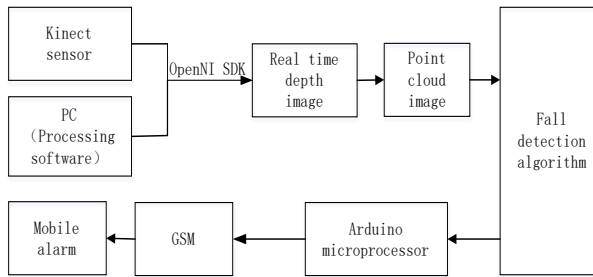 Kinect
sensor
PC
（Processing
software）
OpenNI SDK
Real time
depth
image
Point
cloud
image
Fall
detection
algorithm
Mobile
alarm
GSM
Arduino
microprocessor